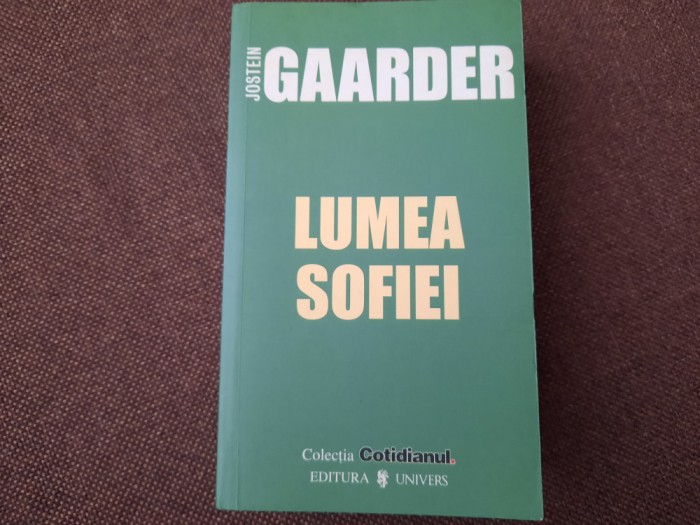 JOSTEIN
GAARDER
LUMEA
SOFIEI
Colecția Cotidianul.
EDITURA UNIVERS